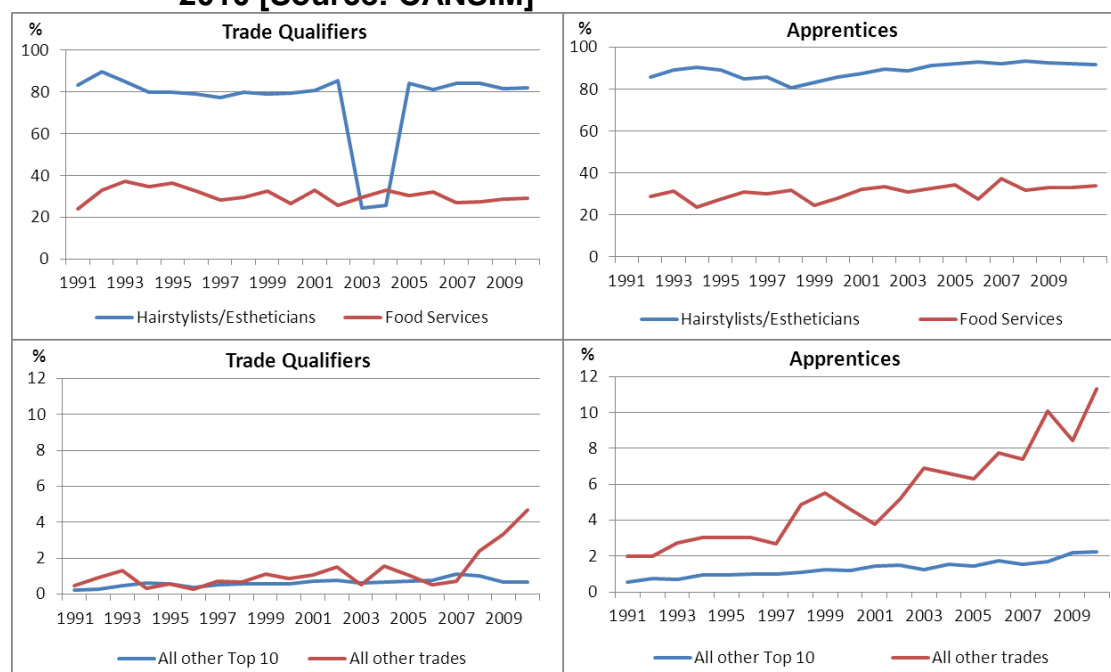 2010 [Source: CANSIM]
%
Trade Qualifiers
100
80
60
40
20
0
1991 1993 1995 1997 1999 2001 2003 2005 2007 2009
Hairstylists/Estheticians Food Services
%
Apprentices
100
80
60
40
20
0
1991 1993 1995 1997 1999 2001 2003 2005 2007 2009
Hairstylists/Estheticians Food Services
%
Trade Qualifiers
12
10
8
6
4
2
0
1991 1993 1995 1997 1999 2001 2003 2005 2007 2009
All other Top 10 All other trades
%
Apprentices
12
10
8
6
4
2
0
1991 1993 1995 1997 1999 2001 2003 2005 2007 2009
All other Top 10 All other trades